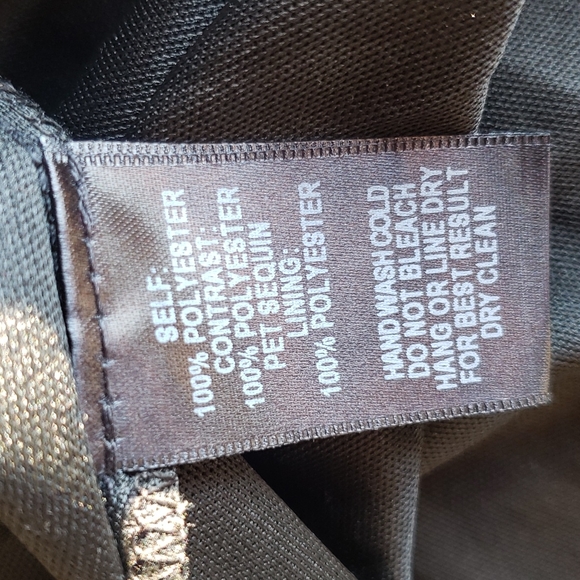 SELF:
100% POLYESTER
CONTRAST:
100% POLYESTER
PET SEQUIN
LINING:
100% POLYESTER
HAND WASH COLD
DO NOT BLEACH
HANG OR LINE DRY
FOR BEST RESULT
DRY CLEAN